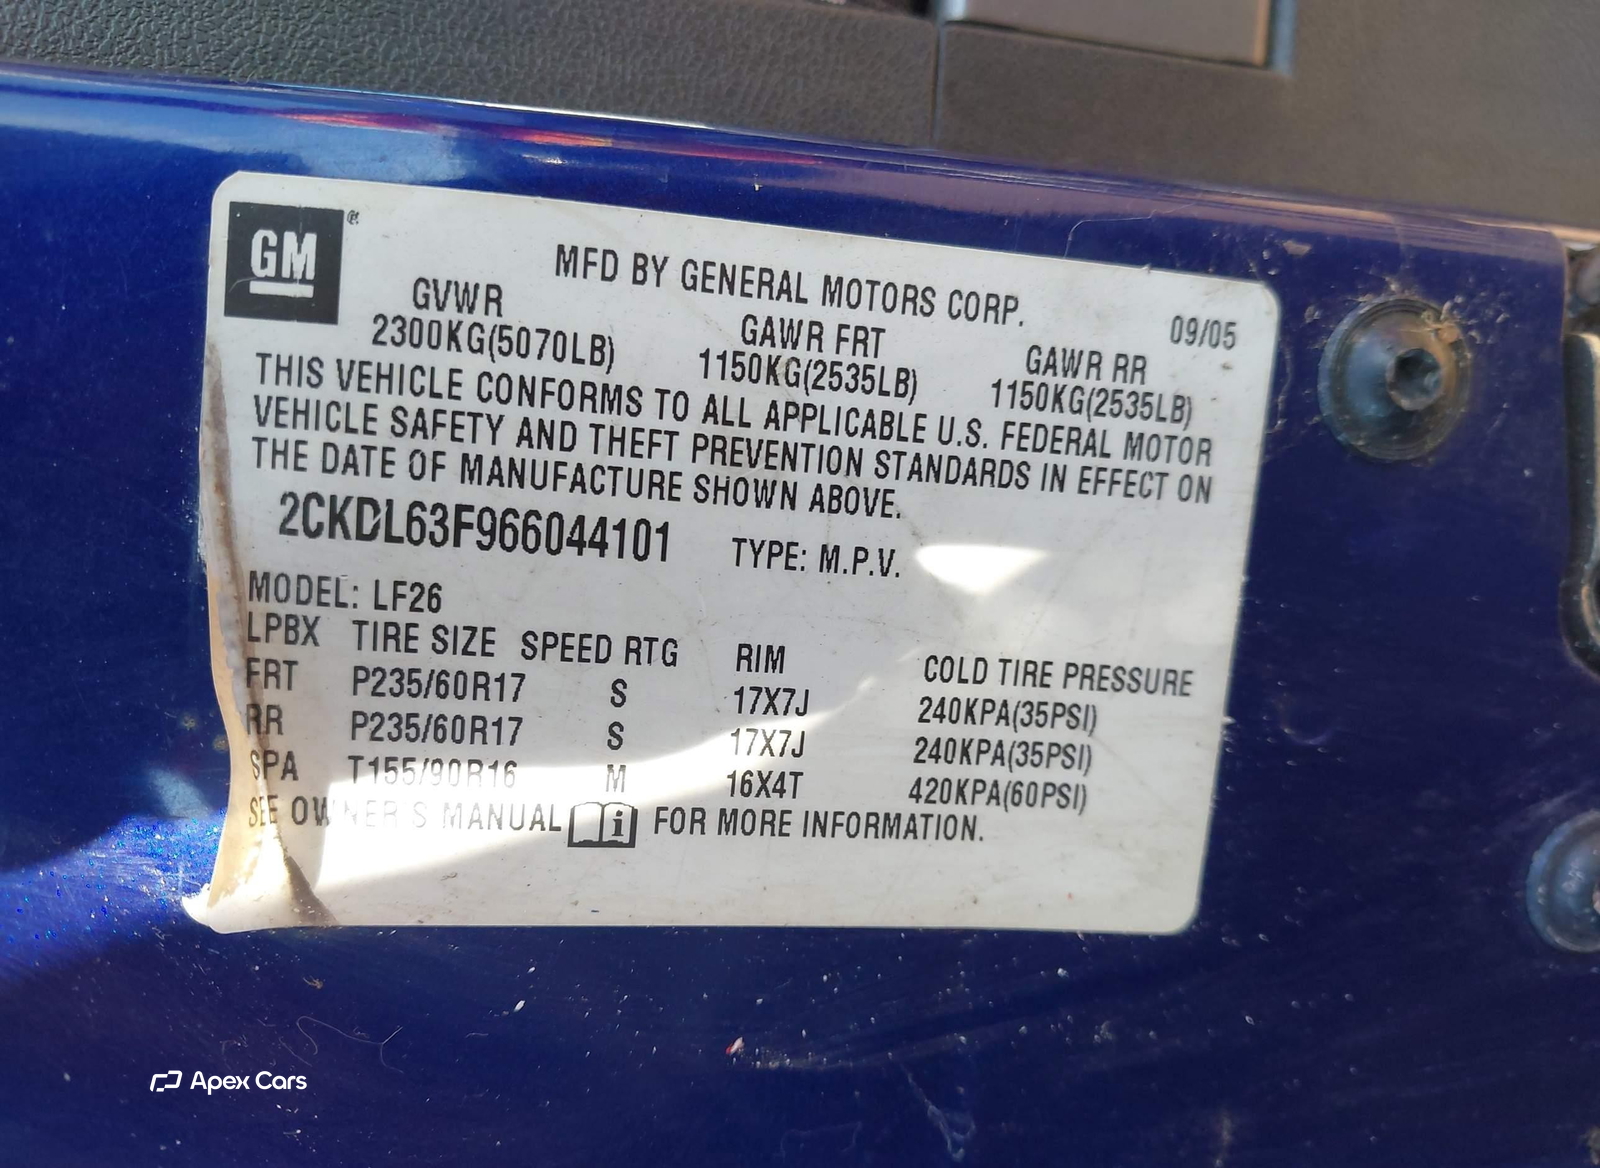 GM®
MFD BY GENERAL MOTORS CORP.
09/05
GVWR GAWR FRT GAWR RR
2300KG(5070LB) 1150KG(2535LB) 1150KG(2535LB)
THIS VEHICLE CONFORMS TO ALL APPLICABLE U.S. FEDERAL MOTOR
VEHICLE SAFETY AND THEFT PREVENTION STANDARDS IN EFFECT ON
THE DATE OF MANUFACTURE SHOWN ABOVE.
2CKDL63F966044101 TYPE: M.P.V.
MODEL: LF26
LPBX TIRE SIZE SPEED RTG RIM COLD TIRE PRESSURE
FRT P235/60R17 S 17X7J 240KPA(35PSI)
RR P235/60R17 S 17X7J 240KPA(35PSI)
SPA T155/90R16 M 16X4T 420KPA(60PSI)
SEE OWNER S MANUAL i FOR MORE INFORMATION.
Apex Cars